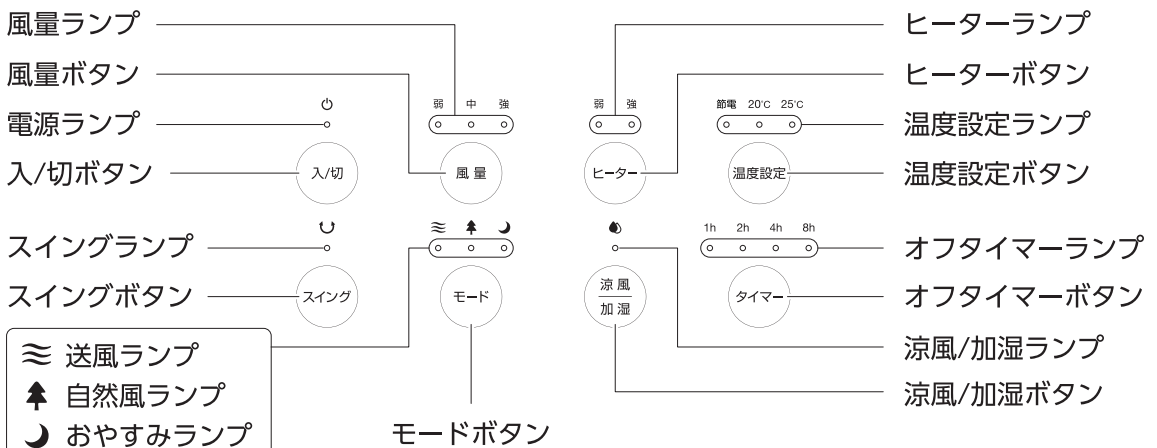 風量ランプ
風量ボタン
電源ランプ
入/切ボタン
スイングランプ
スイングボタン
送風ランプ
自然風ランプ
おやすみランプ
弱 中 強
入/切
風量
スイング
モード
モードボタン
弱 強
節電 20℃ 25℃
ヒーター
温度設定
1h 2h 4h 8h
涼風
加湿
タイマー
ヒーターランプ
ヒーターボタン
温度設定ランプ
温度設定ボタン
オフタイマーランプ
オフタイマーボタン
涼風/加湿ランプ
涼風/加湿ボタン